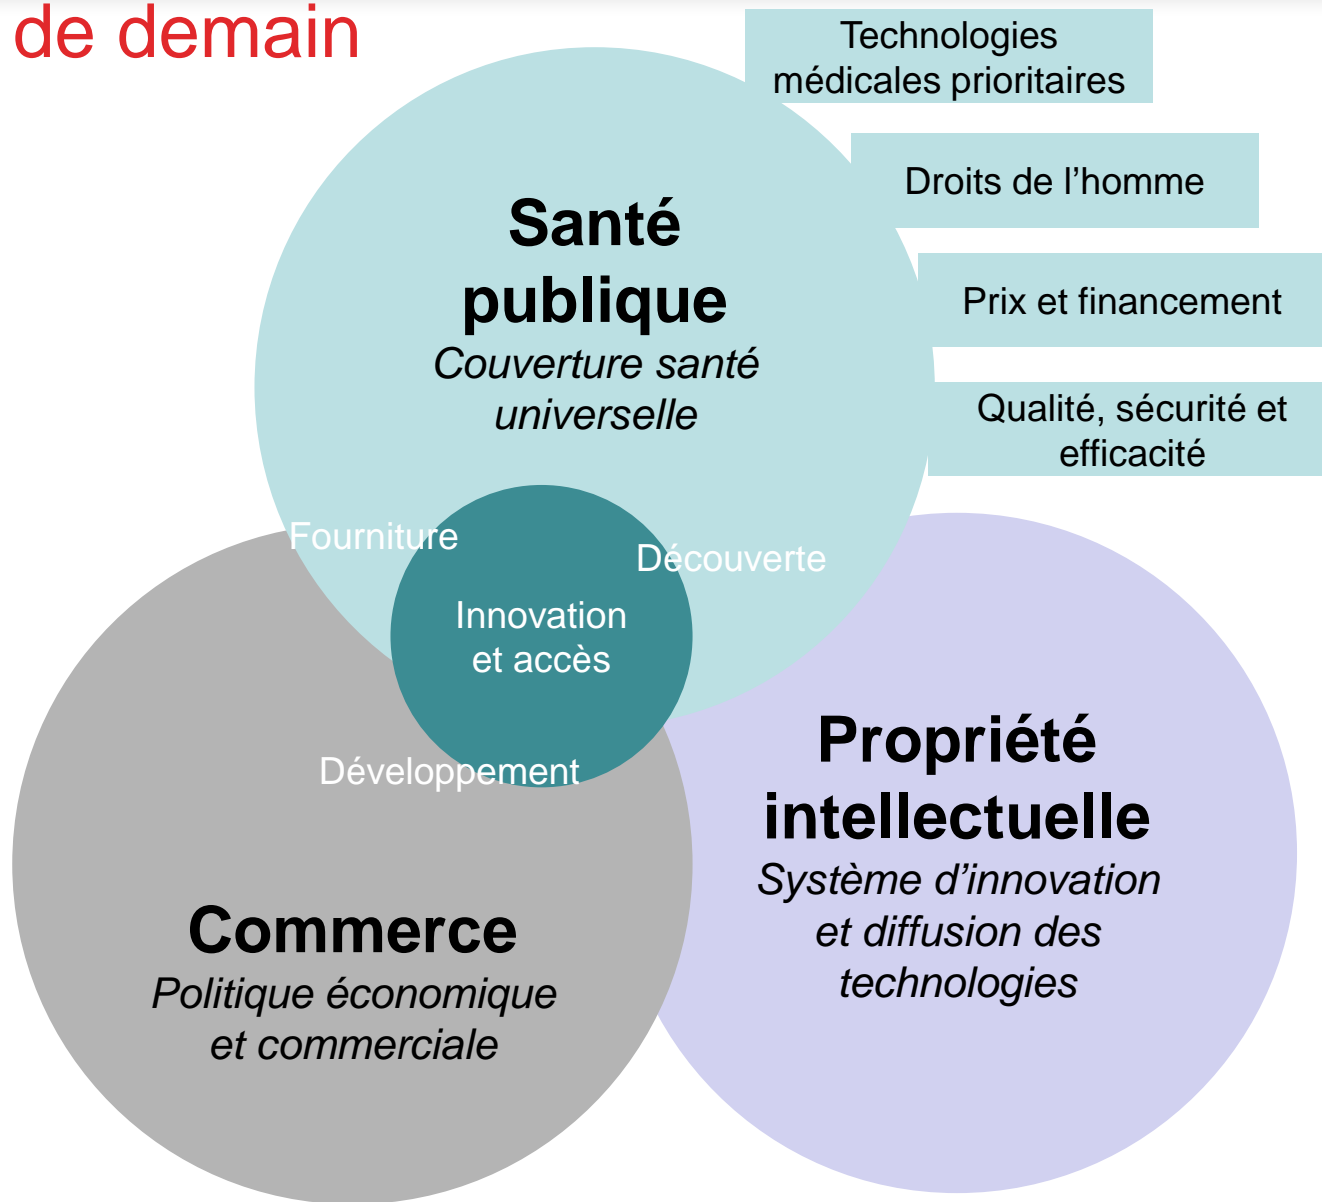 de demain
Technologies
médicales prioritaires
Droits de l’homme
Prix et financement
Qualité, sécurité et
efficacité
Santé
publique
Couverture santé
universelle
Fourniture
Découverte
Innovation
et accès
Développement
Propriété
intellectuelle
Système d’innovation
et diffusion des
technologies
Commerce
Politique économique
et commerciale